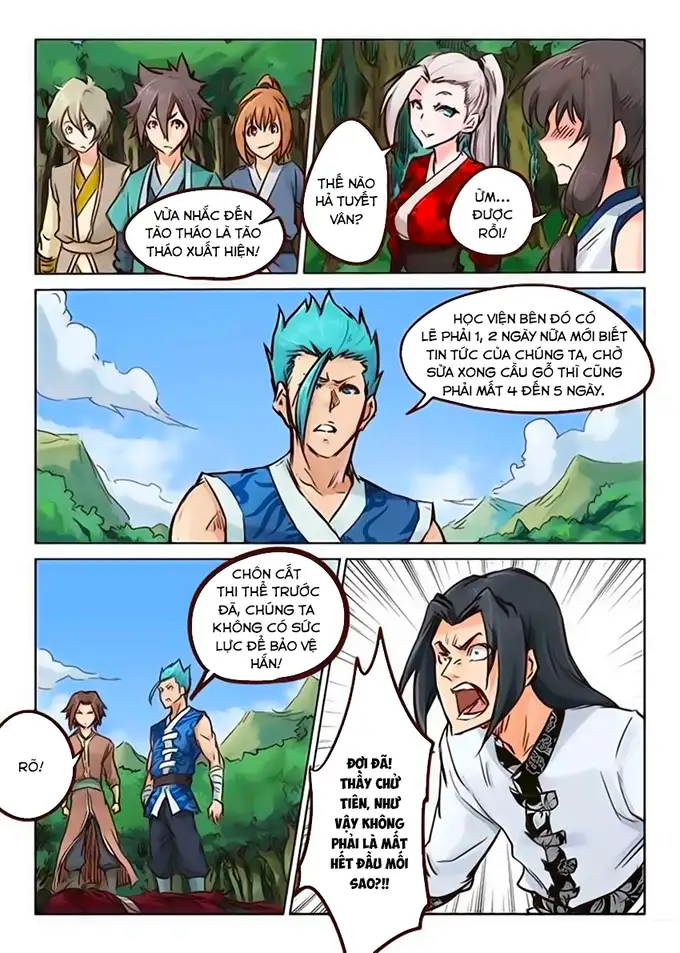 VỪA NHẮC ĐẾN
TÀO THÁO LÀ TÀO
THÁO XUẤT HIỆN!
THẾ NÀO
HẢ TUYẾT
VÂN?
ỪM...
ĐƯỢC
RỒI!
HỌC VIỆN BÊN ĐÓ CÓ
LẼ PHẢI 1, 2 NGÀY NỮA MỚI BIẾT
TIN TỨC CỦA CHÚNG TA, CHỜ
SỬA XONG CẦU GỖ THÌ CŨNG
PHẢI MẤT 4 ĐẾN 5 NGÀY.
CHÔN CẤT
THI THỂ TRƯỚC
ĐÃ, CHÚNG TA
KHÔNG CÓ SỨC
LỰC ĐỂ BẢO VỆ
HẮN!
RÕ!
ĐỢI ĐÃ!
THẦY CHỬ
TIÊN, NHƯ
VẬY KHÔNG
PHẢI LÀ MẤT
HẾT ĐẦU MỐI
SAO?!!